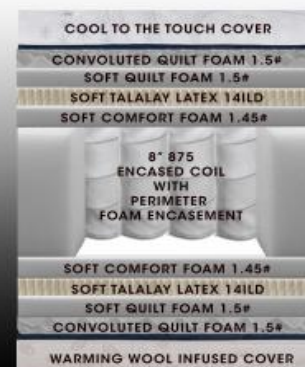 COOL TO THE TOUCH COVER
CONVOLUTED QUILT FOAM 1.5#
SOFT QUILT FOAM 1.5#
SOFT TALALAY LATEX 14ILD
SOFT COMFORT FOAM 1.45#
8" 875
ENCASED COIL
WITH
PERIMETER
FOAM ENCASEMENT
SOFT COMFORT FOAM 1.45#
SOFT TALALAY LATEX 14ILD
SOFT QUILT FOAM 1.5#
CONVOLUTED QUILT FOAM 1.5#
WARMING WOOL INFUSED COVER